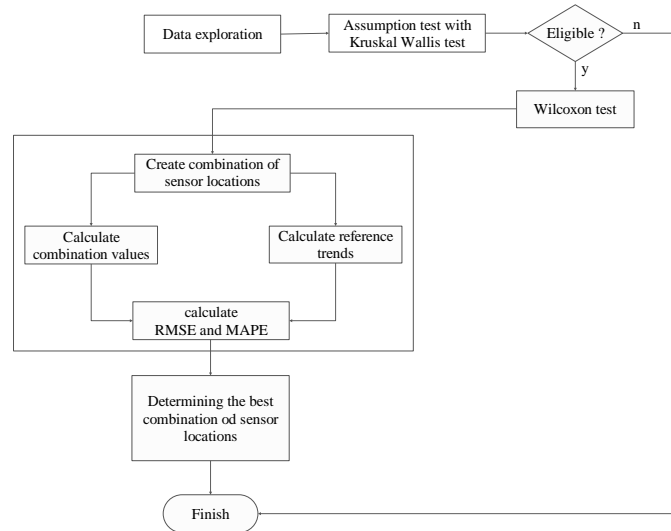 Data exploration
Assumption test with
Kruskal Wallis test
Eligible ?
n
y
Wilcoxon test
Create combination of
sensor locations
Calculate
combination values
Calculate reference
trends
calculate
RMSE and MAPE
Determining the best
combination od sensor
locations
Finish